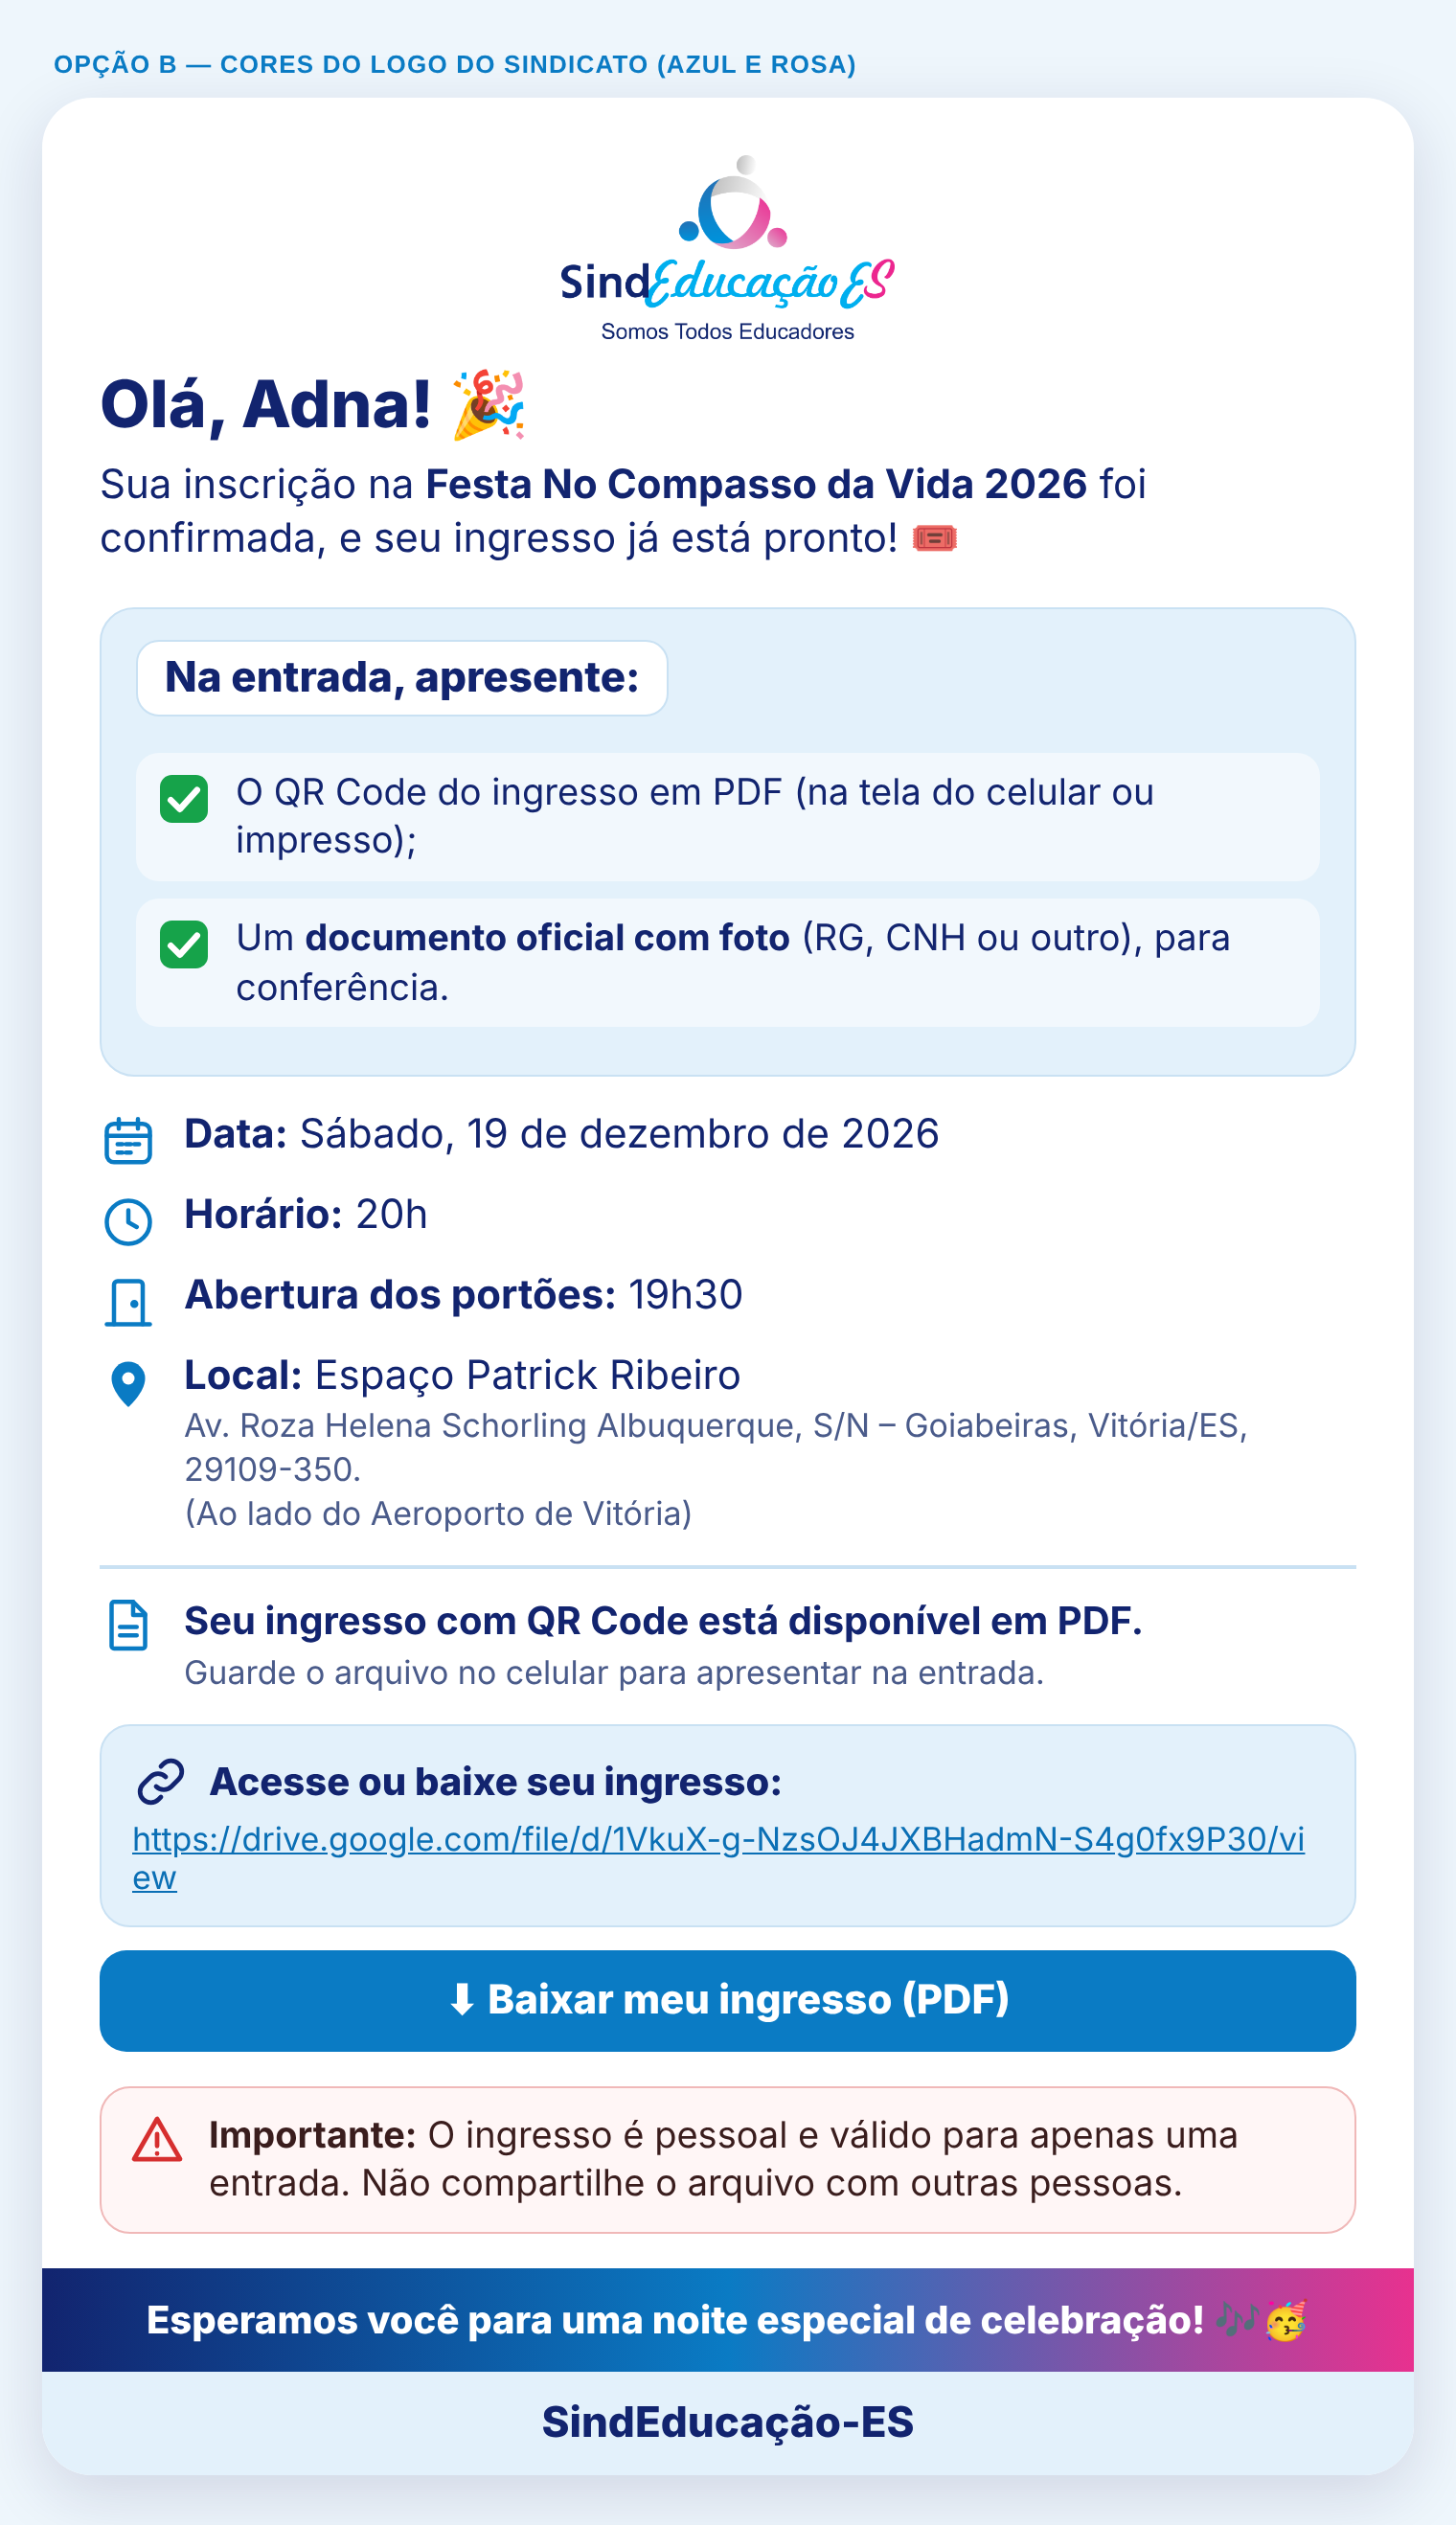 OPÇÃO B — CORES DO LOGO DO SINDICATO (AZUL E ROSA)
SindEducação ES
Somos Todos Educadores
Olá, Adna! 🎉
Sua inscrição na Festa No Compasso da Vida 2026 foi
confirmada, e seu ingresso já está pronto! 🎟️
Na entrada, apresente:
O QR Code do ingresso em PDF (na tela do celular ou
impresso);
Um documento oficial com foto (RG, CNH ou outro), para
conferência.
Data: Sábado, 19 de dezembro de 2026
Horário: 20h
Abertura dos portões: 19h30
Local: Espaço Patrick Ribeiro
Av. Roza Helena Schorling Albuquerque, S/N – Goiabeiras, Vitória/ES,
29109-350.
(Ao lado do Aeroporto de Vitória)
Seu ingresso com QR Code está disponível em PDF.
Guarde o arquivo no celular para apresentar na entrada.
Acesse ou baixe seu ingresso:
https://drive.google.com/file/d/1VkuX-g-NzsOJ4JXBHadmN-S4g0fx9P30/vi
ew
⬇ Baixar meu ingresso (PDF)
Importante: O ingresso é pessoal e válido para apenas uma
entrada. Não compartilhe o arquivo com outras pessoas.
Esperamos você para uma noite especial de celebração! 🎶🥳
SindEducação-ES